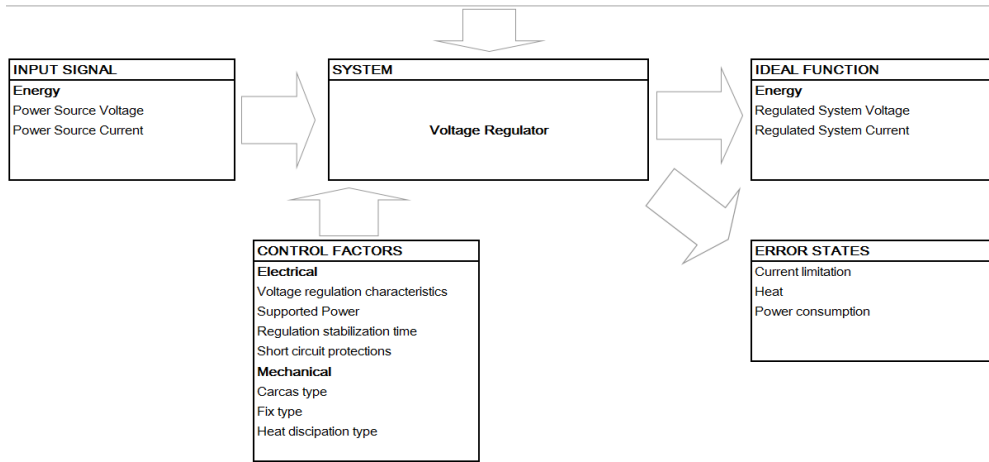 INPUT SIGNAL
Energy
Power Source Voltage
Power Source Current
SYSTEM
Voltage Regulator
IDEAL FUNCTION
Energy
Regulated System Voltage
Regulated System Current
CONTROL FACTORS
Electrical
Voltage regulation characteristics
Supported Power
Regulation stabilization time
Short circuit protections
Mechanical
Carcas type
Fix type
Heat discipation type
ERROR STATES
Current limitation
Heat
Power consumption